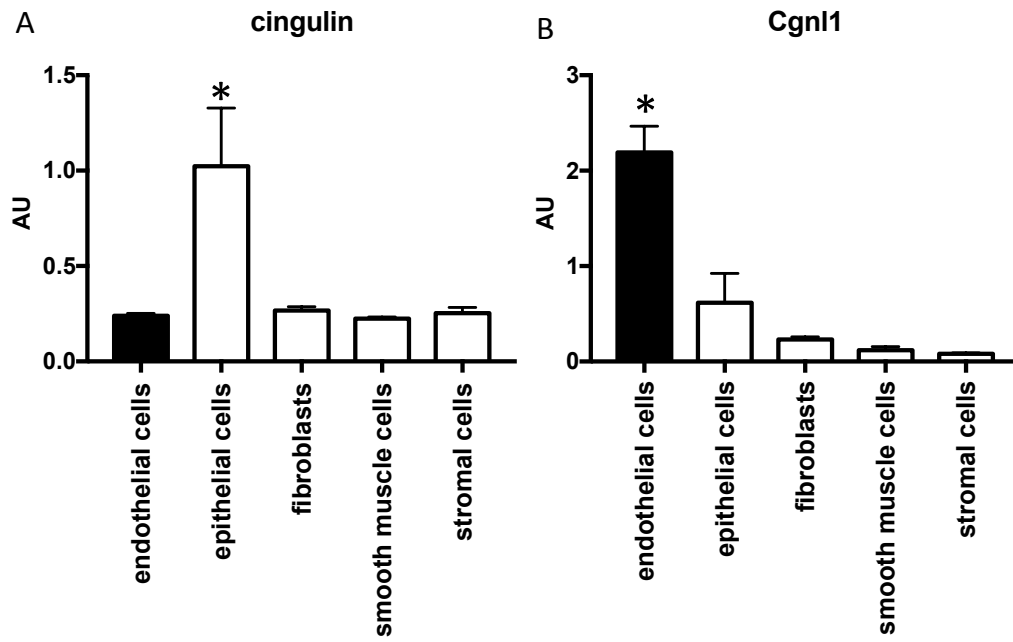 A
cingulin
AU
1.5
1.0
0.5
0.0
*
endothelial cells
epithelial cells
fibroblasts
smooth muscle cells
stromal cells
B
Cgnl1
AU
3
2
1
0
*
endothelial cells
epithelial cells
fibroblasts
smooth muscle cells
stromal cells